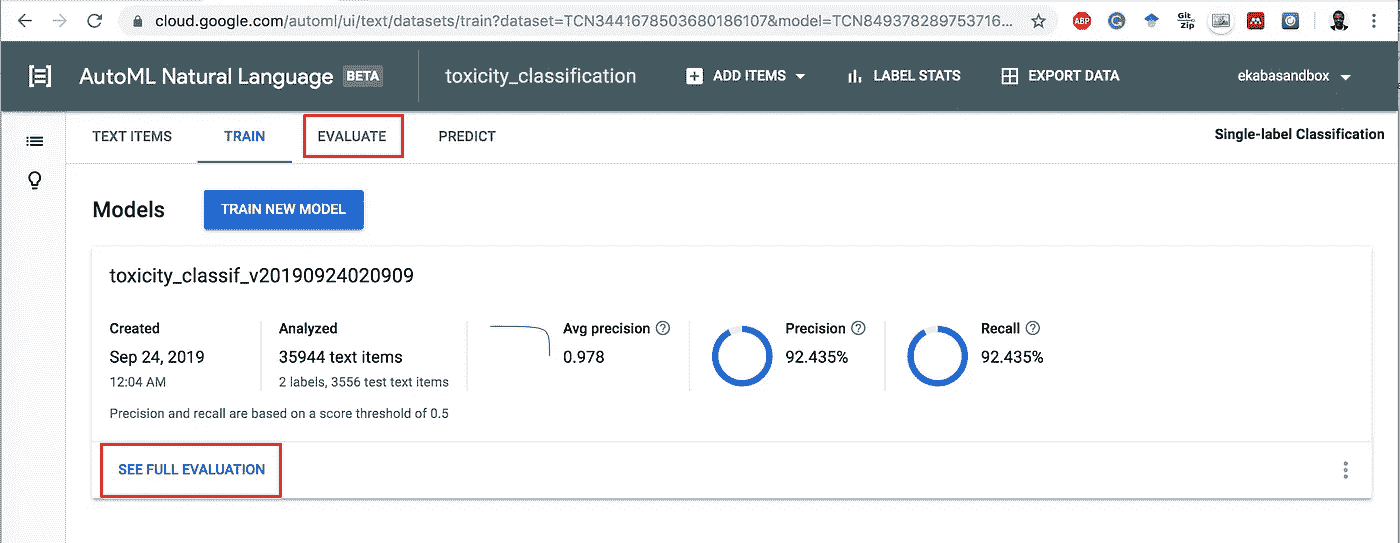 cloud.google.com/automl/ui/text/datasets/train?dataset=TCN3441678503680186107&model=TCN849378289753716...
ABP
Git Zip
AutoML Natural Language BETA toxicity_classification ADD ITEMS LABEL STATS EXPORT DATA ekabasandbox
TEXT ITEMS TRAIN EVALUATE PREDICT Single-label Classification
Models TRAIN NEW MODEL
toxicity_classif_v20190924020909
Created Analyzed Avg precision ? Precision ? Recall ?
Sep 24, 2019 35944 text items 0.978 92.435% 92.435%
12:04 AM 2 labels, 3556 test text items
Precision and recall are based on a score threshold of 0.5
SEE FULL EVALUATION